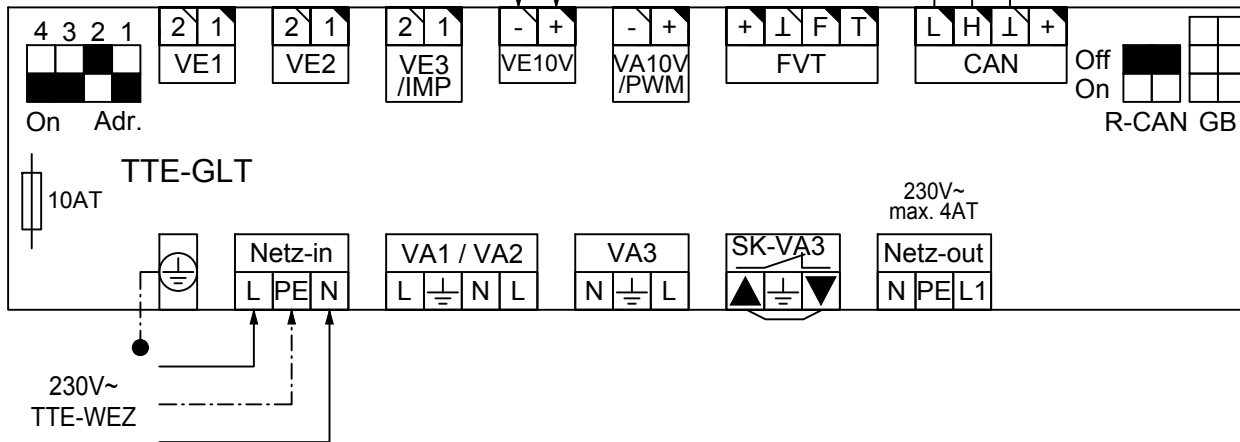 4 3 2 1
On Adr.
2 1
VE1
2 1
VE2
2 1
VE3
/IMP
- +
VE10V
- +
VA10V
/PWM
+ ⊥ F T
FVT
L H ⊥ +
CAN
Off
On
R-CAN GB
TTE-GLT
10AT
230V~
max. 4AT
Netz-in
L PE N
VA1 / VA2
L N L
VA3
N L
SK-VA3
Netz-out
N PE L1
230V~
TTE-WEZ